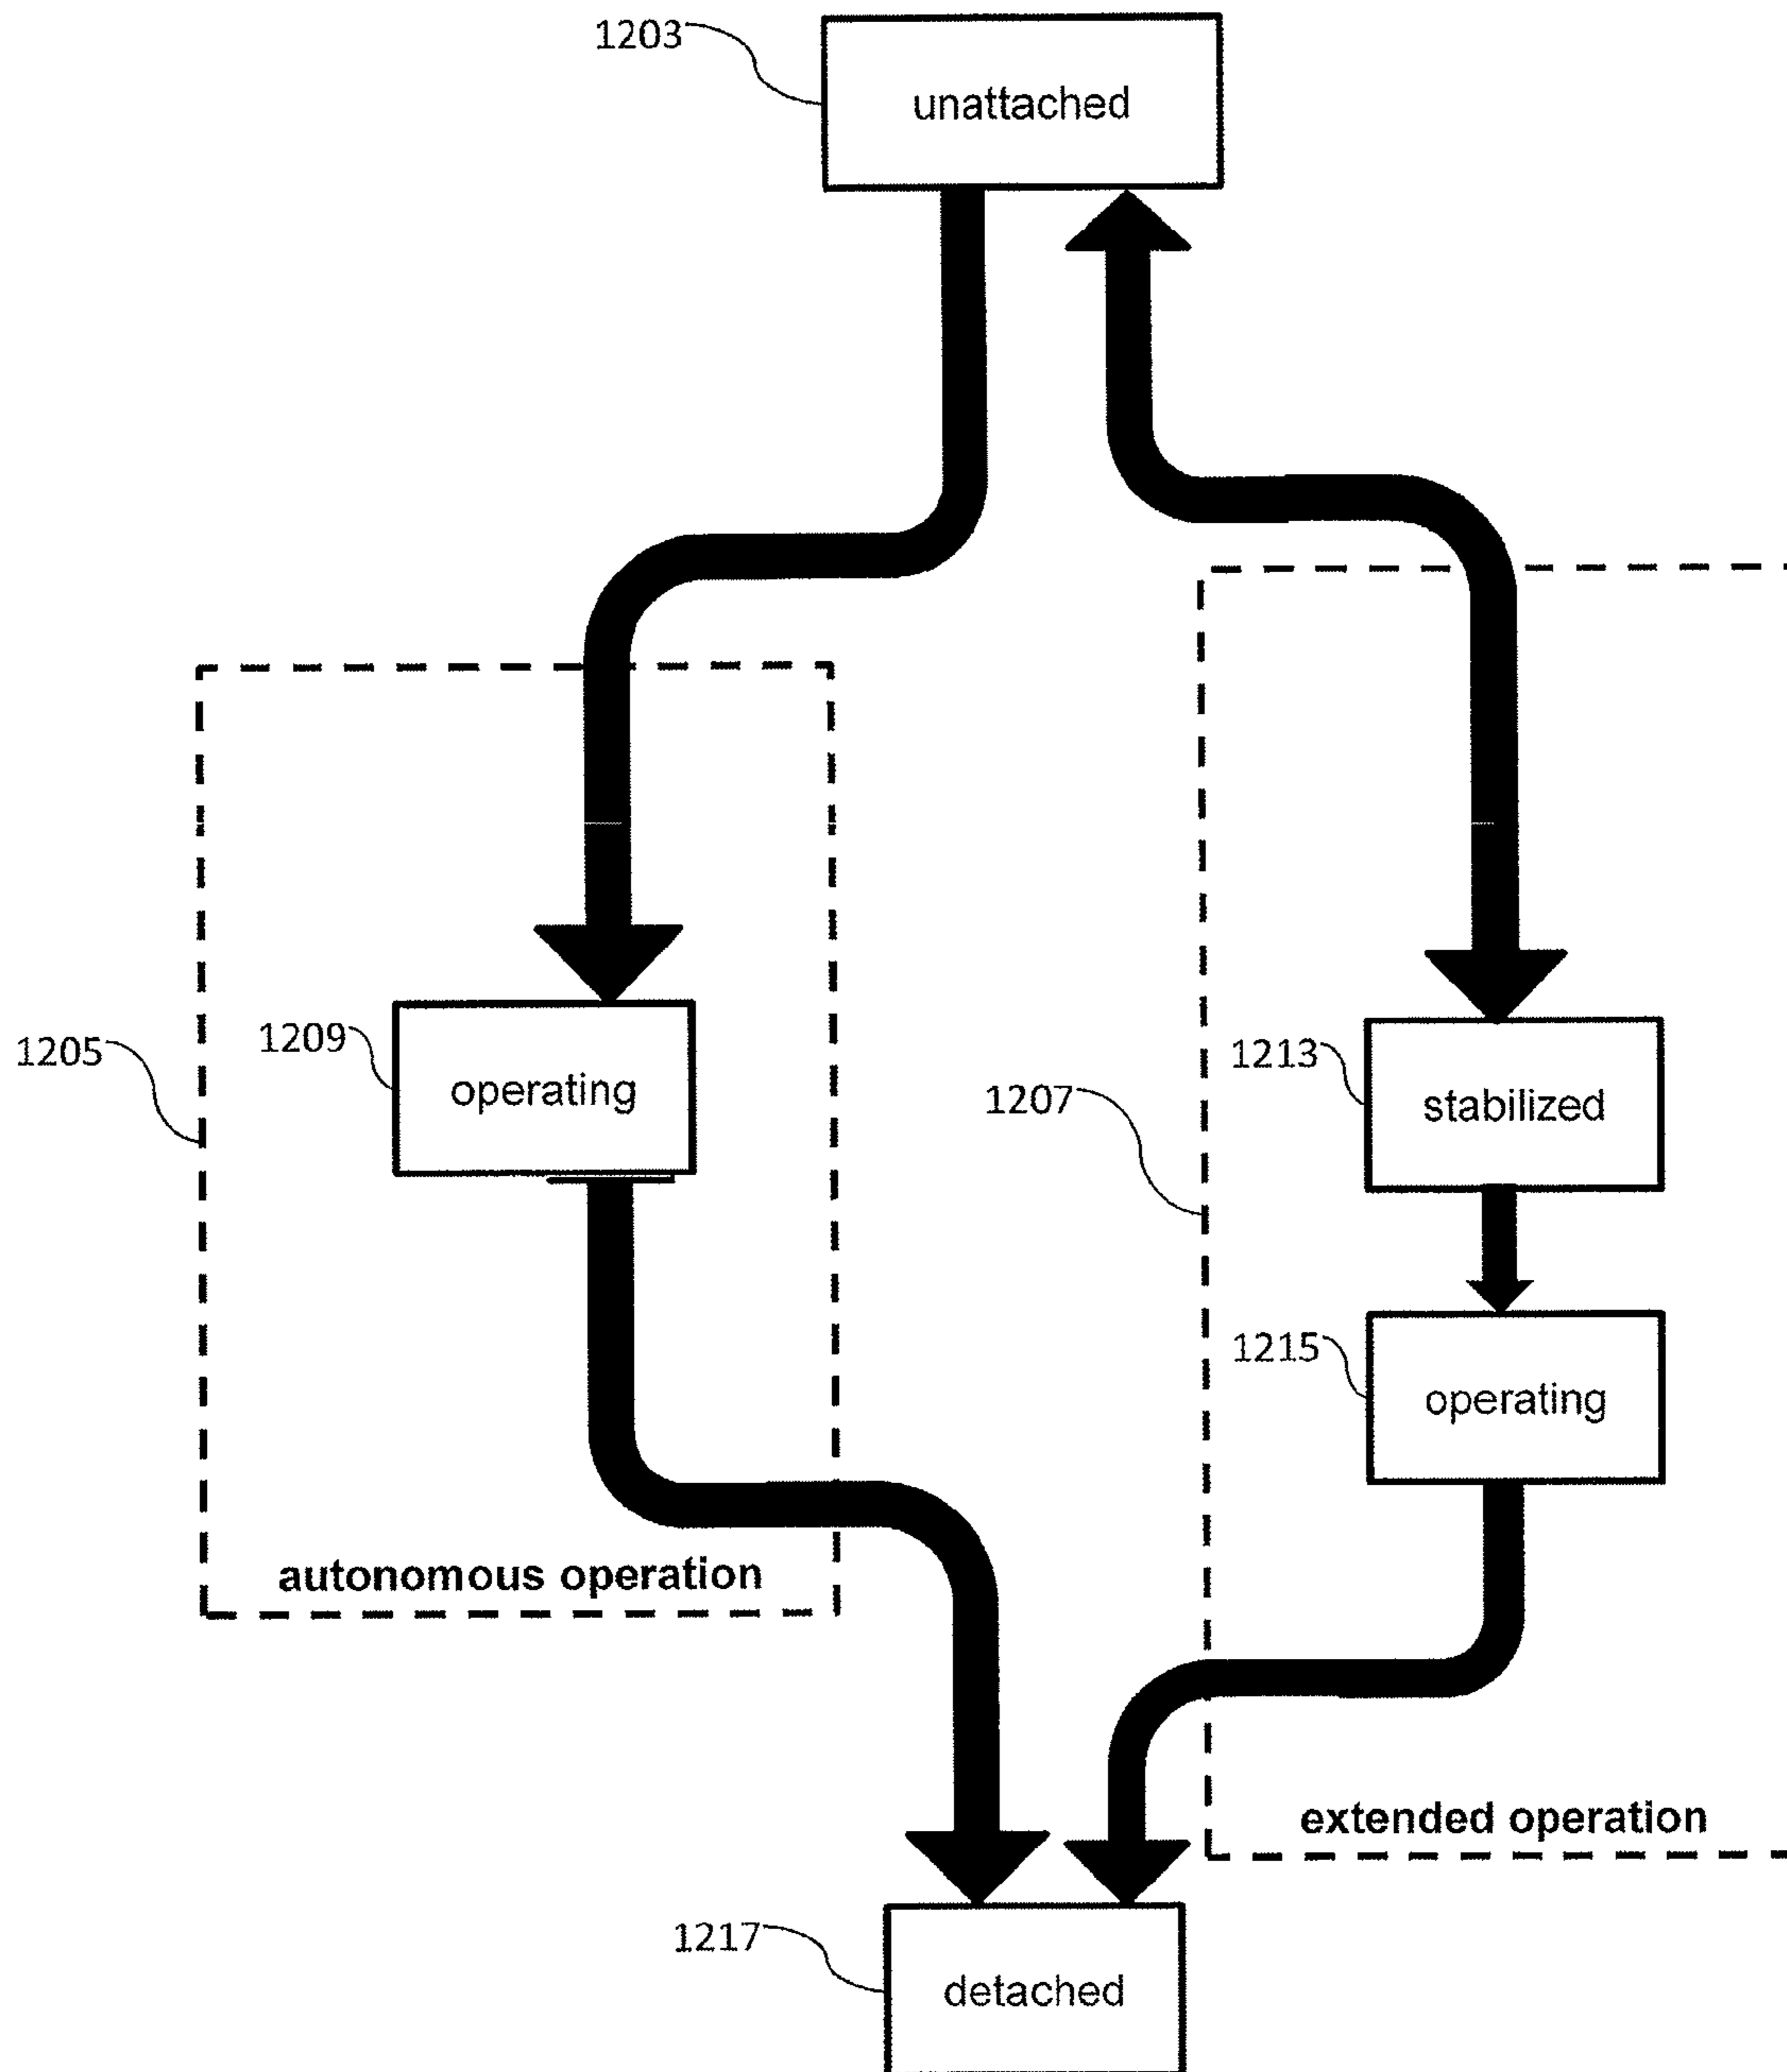 1203
unattached
1205
1209
operating
1207
1213
stabilized
1215
operating
autonomous operation
extended operation
1217
detached